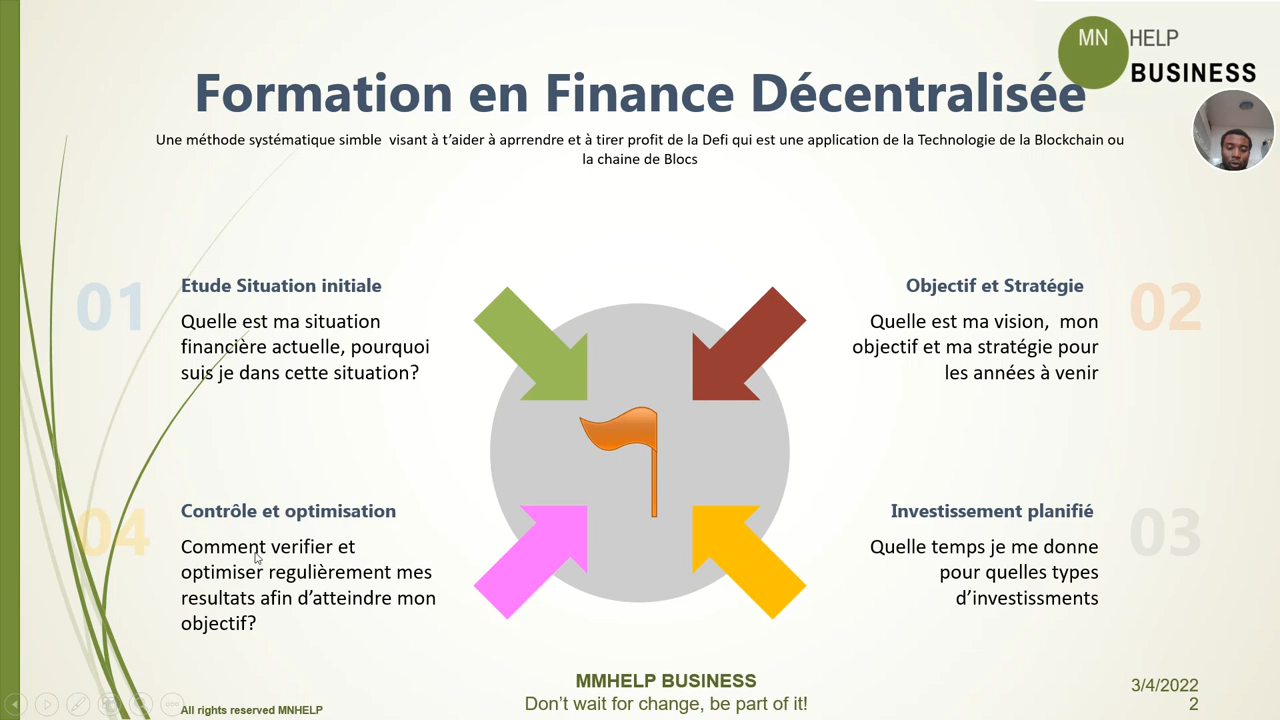 MN HELP
BUSINESS
Formation en Finance Décentralisée
Une méthode systématique simble visant à t’aider à aprrendre et à tirer profit de la Defi qui est une application de la Technologie de la Blockchain ou
la chaine de Blocs
01
Etude Situation initiale
Quelle est ma situation
financière actuelle, pourquoi
suis je dans cette situation?
Objectif et Stratégie
02
Quelle est ma vision, mon
objectif et ma stratégie pour
les années à venir
04
Contrôle et optimisation
Comment verifier et
optimiser regulièrement mes
resultats afin d’atteindre mon
objectif?
Investissement planifié
03
Quelle temps je me donne
pour quelles types
d’investissments
MMHELP BUSINESS
Don’t wait for change, be part of it!
3/4/2022
2
All rights reserved MNHELP